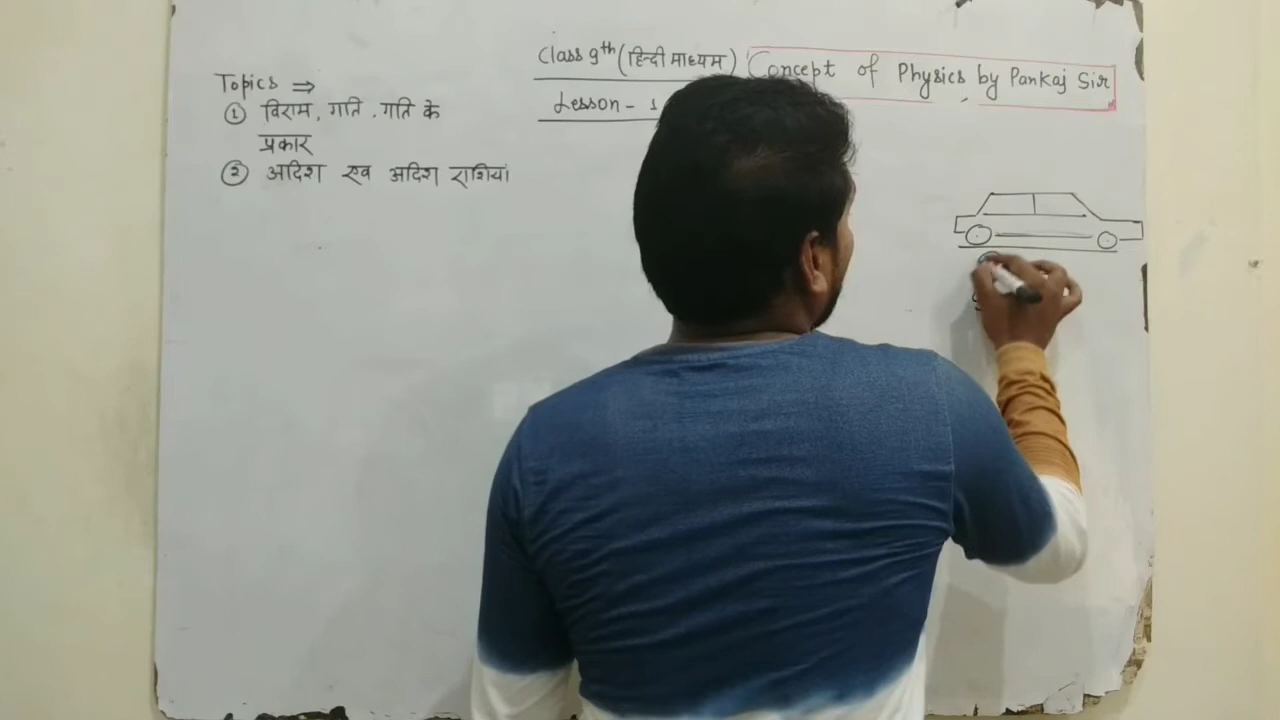 Class 9th (हिन्दी माध्यम) Concept of Physics by Pankaj Sir
Lesson - 1
Topics ⇒
① विराम, गति . गति के
प्रकार
② अदिश एव अदिश राशियां